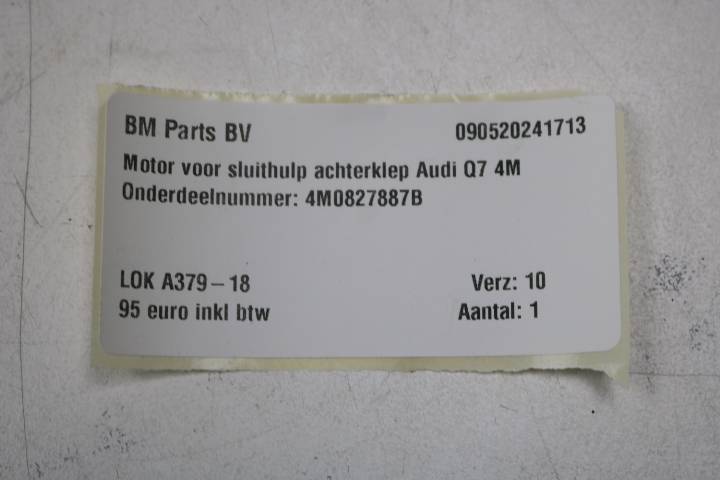 BM Parts BV 090520241713
Motor voor sluithulp achterklep Audi Q7 4M
Onderdeelnummer: 4M0827887B
LOK A379-18 Verz: 10
95 euro inkl btw Aantal: 1